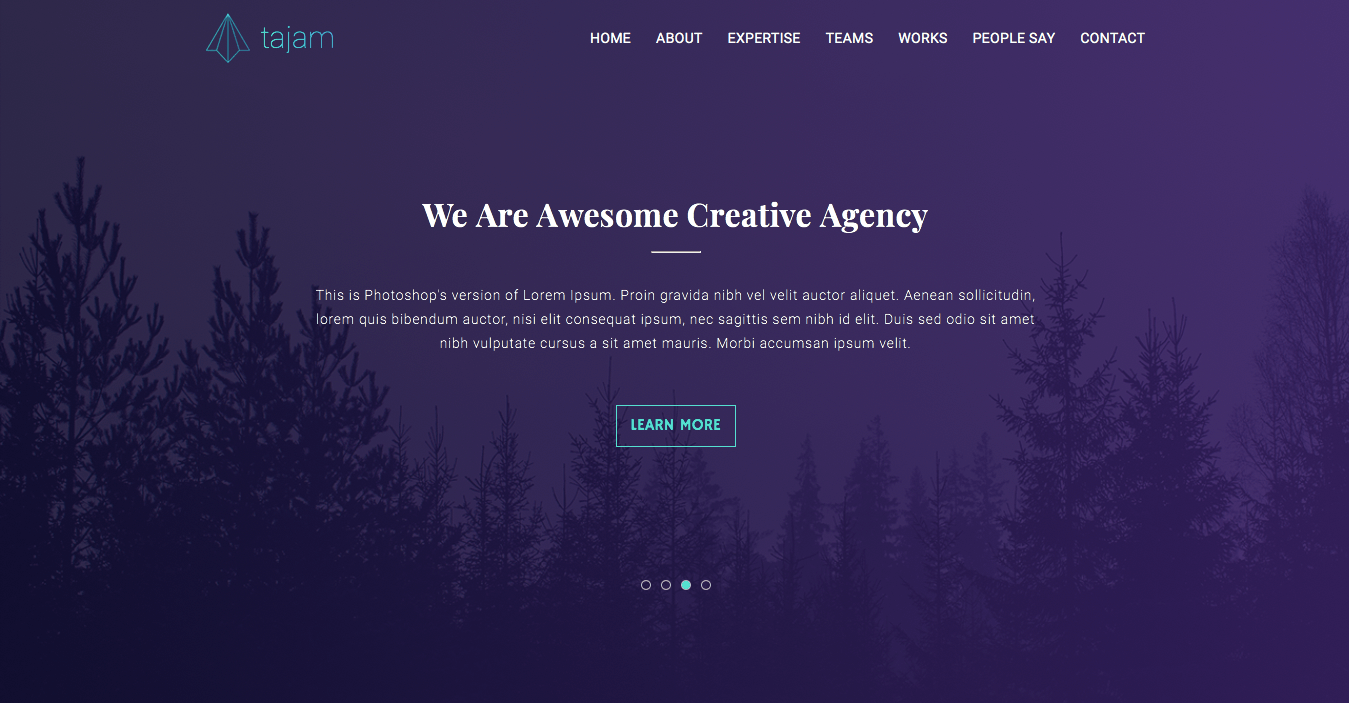 tajam
HOME ABOUT EXPERTISE TEAMS WORKS PEOPLE SAY CONTACT
We Are Awesome Creative Agency
This is Photoshop's version of Lorem Ipsum. Proin gravida nibh vel velit auctor aliquet. Aenean sollicitudin,
lorem quis bibendum auctor, nisi elit consequat ipsum, nec sagittis sem nibh id elit. Duis sed odio sit amet
nibh vulputate cursus a sit amet mauris. Morbi accumsan ipsum velit.
LEARN MORE